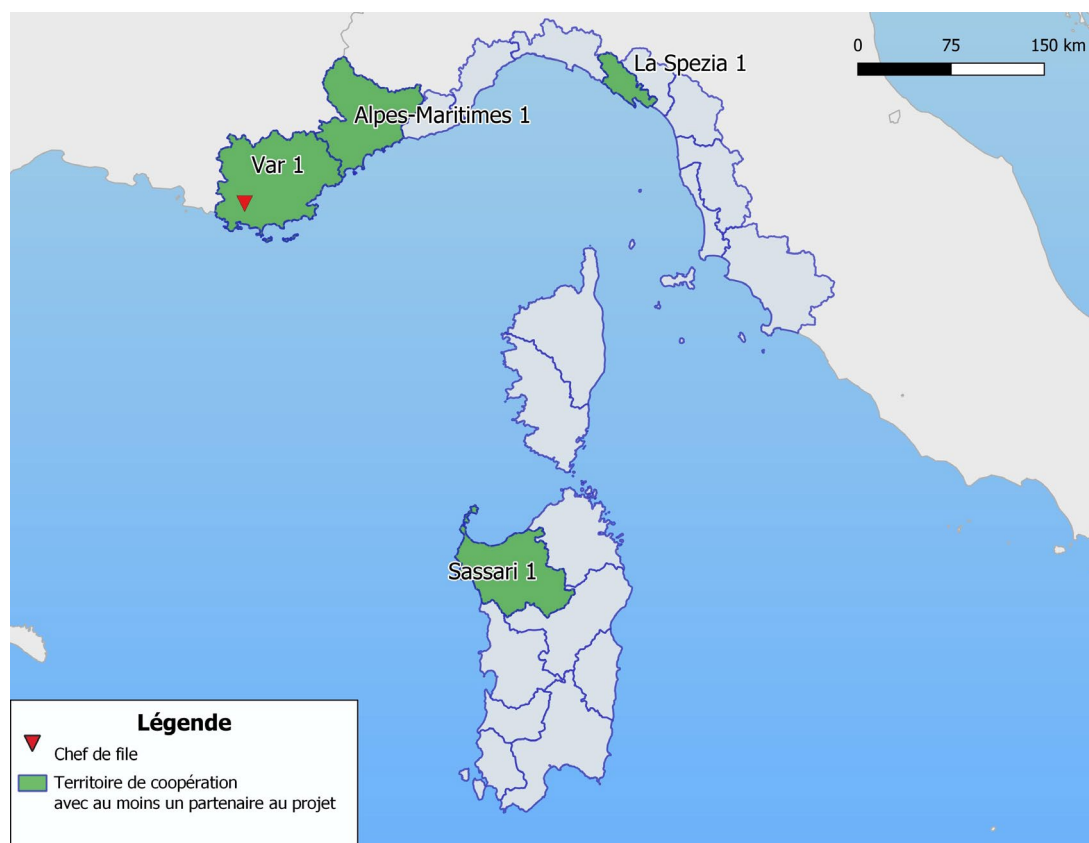 0 75 150 km
La Spezia 1
Alpes-Maritimes 1
Var 1
Sassari 1
Légende
Chef de file
Territoire de coopération
avec au moins un partenaire au projet